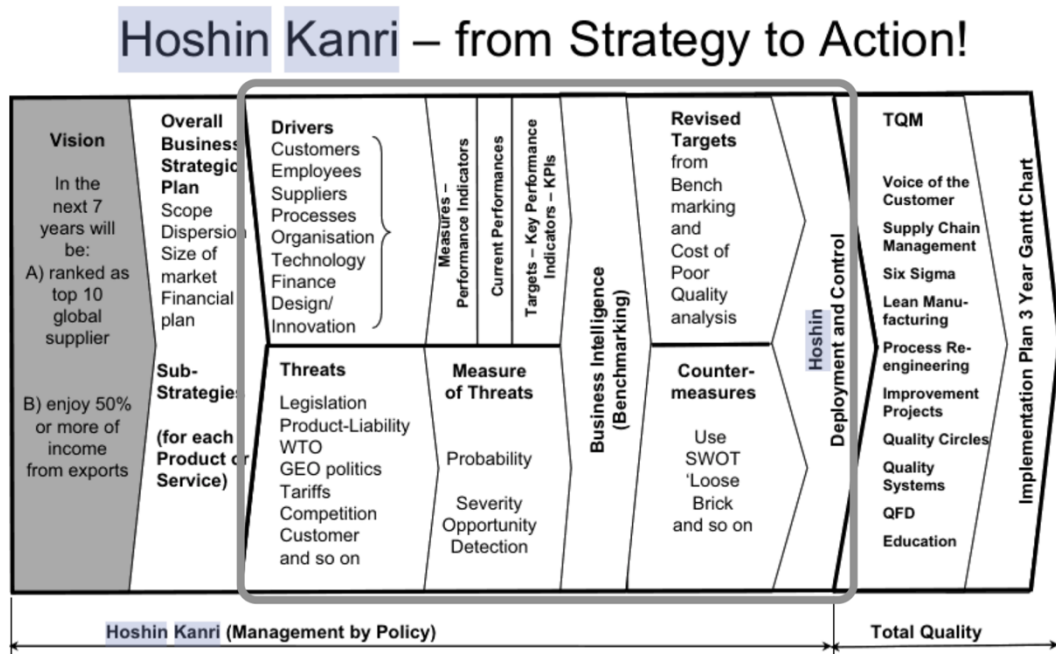 Hoshin Kanri – from Strategy to Action!
Vision
In the
next 7
years will
be:
A) ranked as
top 10
global
supplier
B) enjoy 50%
or more of
income
from exports
Overall
Business
Strategic
Plan
Scope
Dispersion
Size of
market
Financial
plan
Sub-
Strategies
(for each
Product or
Service)
Drivers
Customers
Employees
Suppliers
Processes
Organisation
Technology
Finance
Design/
Innovation
Measures –
Performance Indicators
Current Performances
Targets – Key Performance
Indicators – KPIs
Threats
Legislation
Product-Liability
WTO
GEO politics
Tariffs
Competition
Customer
and so on
Measure
of Threats
Probability
Severity
Opportunity
Detection
Business Intelligence
(Benchmarking)
Revised
Targets
from
Bench
marking
and
Cost of
Poor
Quality
analysis
Counter-
measures
Use
SWOT
‘Loose
Brick
and so on
Hoshin
Deployment and Control
TQM
Voice of the
Customer
Supply Chain
Management
Six Sigma
Lean Manu-
facturing
Process Re-
engineering
Improvement
Projects
Quality Circles
Quality
Systems
QFD
Education
Implementation Plan 3 Year Gantt Chart
Hoshin Kanri (Management by Policy)
Total Quality